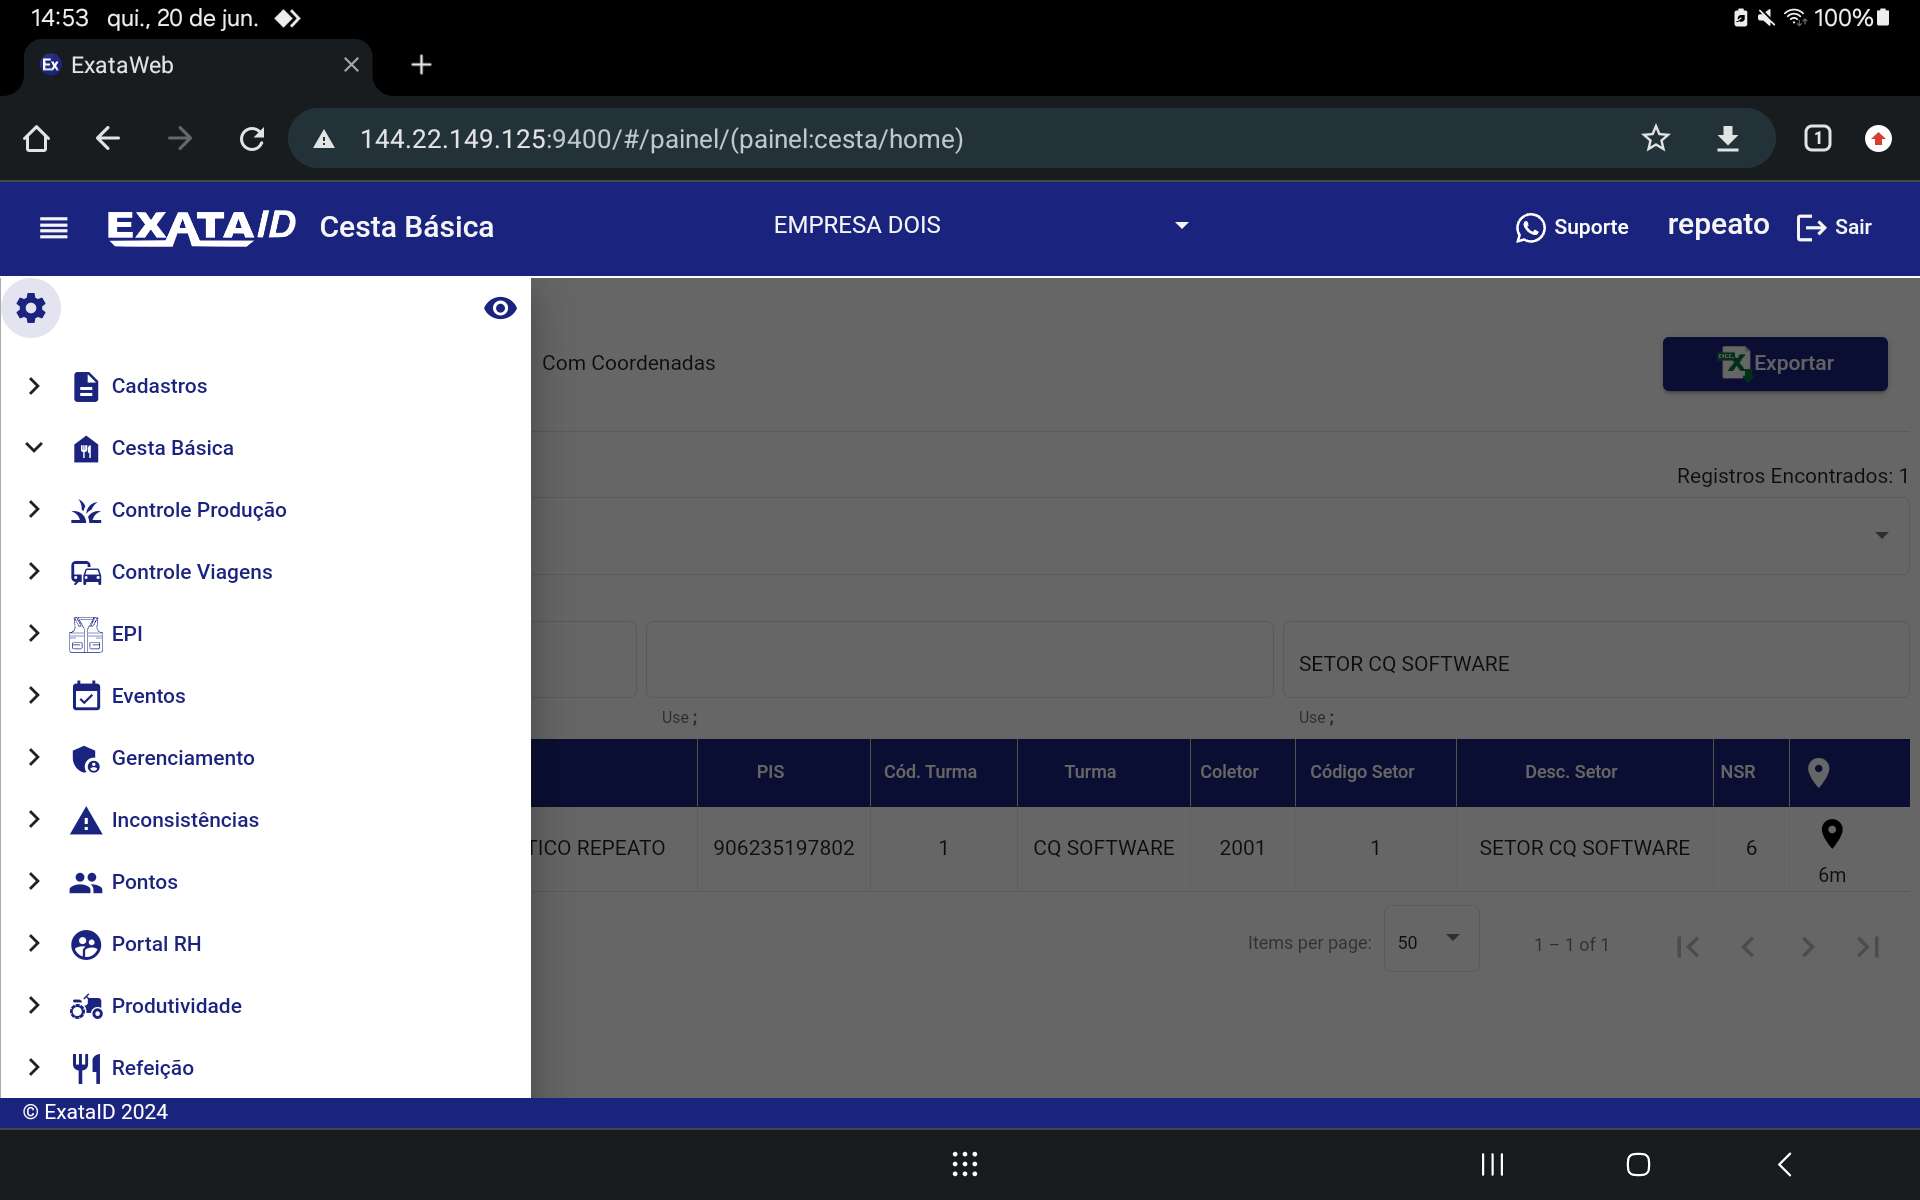 14:53 qui., 20 de jun. 100%
Ex ExataWeb
144.22.149.125:9400/#/painel/(painel:cesta/home) 1
EXATAID Cesta Básica EMPRESA DOIS Suporte repeato Sair
Com Coordenadas Exportar
Cadastros
Cesta Básica
Registros Encontrados: 1
Controle Produção
Controle Viagens
EPI
SETOR CQ SOFTWARE
Eventos
Use ; Use ;
Gerenciamento
PIS Cód. Turma Turma Coletor Código Setor Desc. Setor NSR
Inconsistências
TICO REPEATO 906235197802 1 CQ SOFTWARE 2001 1 SETOR CQ SOFTWARE 6
6m
Pontos
Portal RH
Items per page: 50 1 – 1 of 1
Produtividade
Refeição
© ExataID 2024